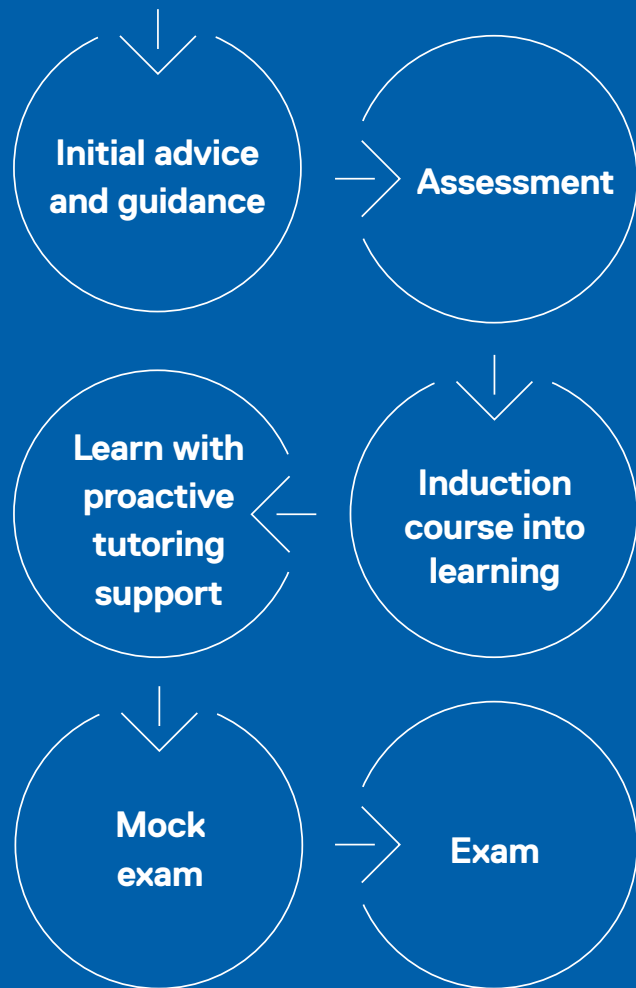 Initial advice
and guidance
Assessment
Induction
course into
learning
Learn with
proactive
tutoring
support
Mock
exam
Exam